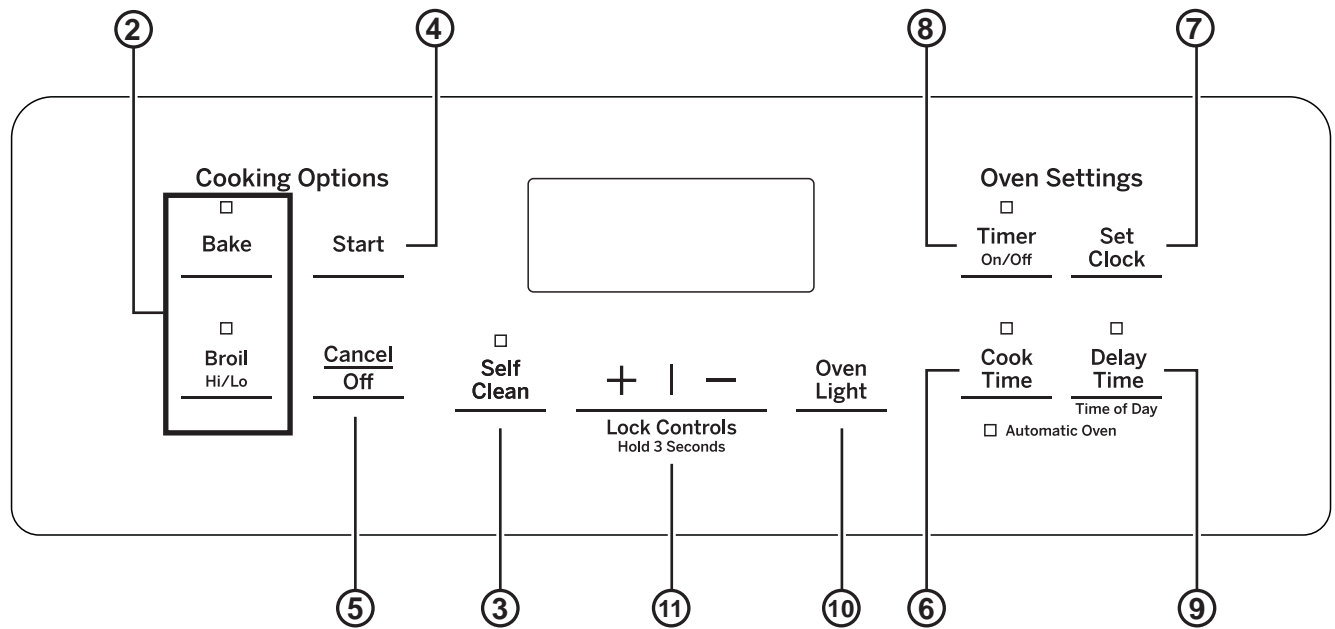 2
4
8
7
Cooking Options
Oven Settings
Bake
Start
Timer
On/Off
Set
Clock
Broil
Hi/Lo
Cancel
Off
Self
Clean
+ | −
Lock Controls
Hold 3 Seconds
Oven
Light
Cook
Time
Delay
Time
Time of Day
Automatic Oven
5
3
11
10
6
9